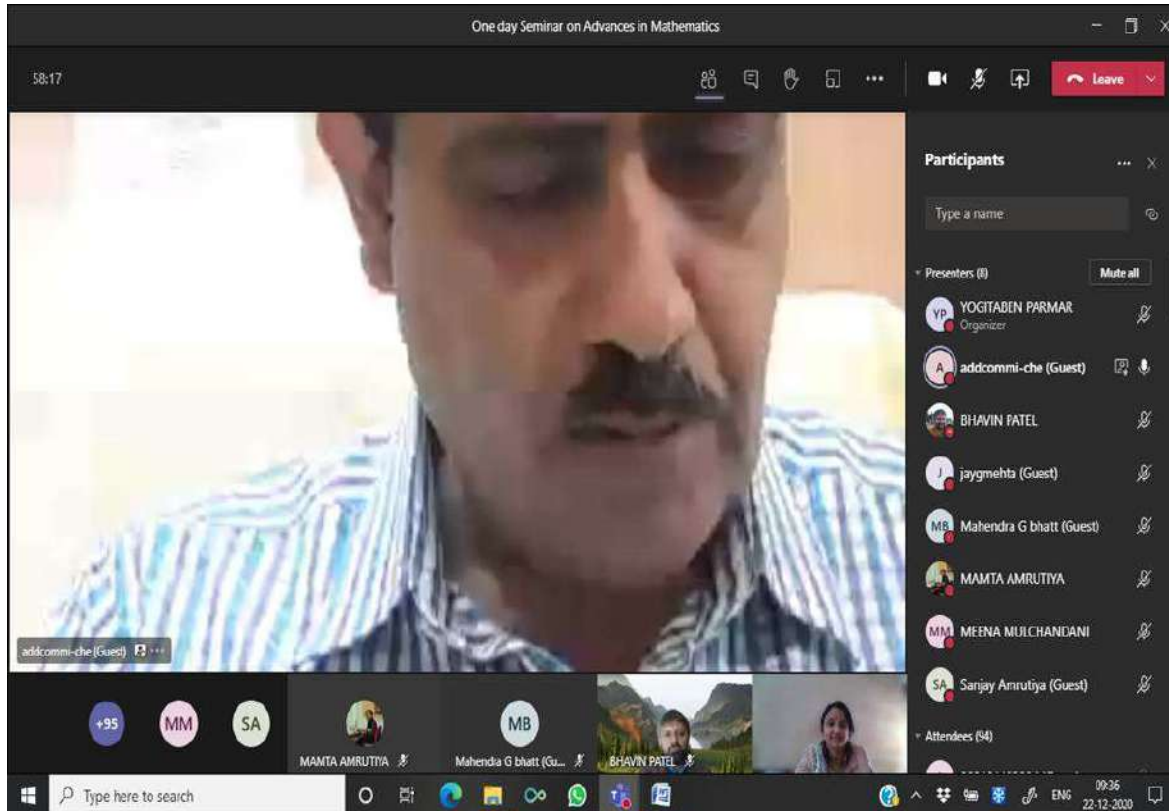 One day Seminar on Advances in Mathematics
58:17
Leave
Participants
Type a name
Presenters (8)
Mute all
YP
YOGITABEN PARMAR
Organizer
A
addcommi-che (Guest)
BHAVIN PATEL
J
jaygmehta (Guest)
MB
Mahendra G bhatt (Guest)
MAMTA AMRUTIYA
MM
MEENA MULCHANDANI
SA
Sanjay Amrutiya (Guest)
Attendees (94)
addcommi-che (Guest)
+95
MM
SA
MB
MAMTA AMRUTIYA
Mahendra G bhatt (Gu...
BHAVIN PATEL
Type here to search
ENG
09:36
22-12-2020